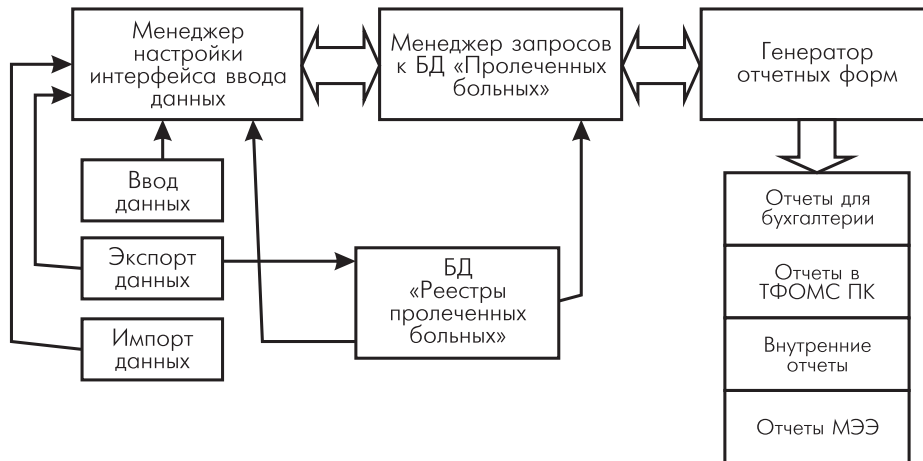 Менеджер
настройки
интерфейса ввода
данных
Менеджер запросов
к БД «Пролеченных
больных»
Генератор
отчетных форм
Ввод
данных
Экспорт
данных
Импорт
данных
БД
«Реестры
пролеченных
больных»
Отчеты для
бухгалтерии
Отчеты в
ТФОМС ПК
Внутренние
отчеты
Отчеты МЭЭ